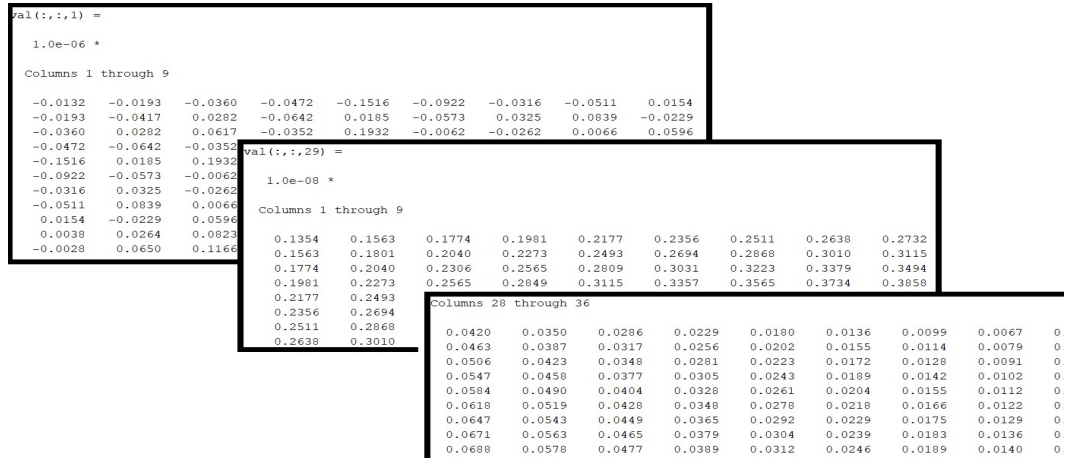 val(:,:,1) =
1.0e-06 *
Columns 1 through 9
-0.0132 -0.0193 -0.0360 -0.0472 -0.1516 -0.0922 -0.0316 -0.0511 0.0154
-0.0193 -0.0417 0.0282 -0.0642 0.0185 -0.0573 0.0325 0.0839 -0.0229
-0.0360 0.0282 0.0617 -0.0352 0.1932 -0.0062 -0.0262 0.0066 0.0596
-0.0472 -0.0642 -0.0352
-0.1516 0.0185 0.1932
-0.0922 -0.0573 -0.0062
-0.0316 0.0325 -0.0262
-0.0511 0.0839 0.0066
0.0154 -0.0229 0.0596
0.0038 0.0264 0.0823
-0.0028 0.0650 0.1166
val(:,:,29) =
1.0e-08 *
Columns 1 through 9
0.1354 0.1563 0.1774 0.1981 0.2177 0.2356 0.2511 0.2638 0.2732
0.1563 0.1801 0.2040 0.2273 0.2493 0.2694 0.2868 0.3010 0.3115
0.1774 0.2040 0.2306 0.2565 0.2809 0.3031 0.3223 0.3379 0.3494
0.1981 0.2273 0.2565 0.2849 0.3115 0.3357 0.3565 0.3734 0.3858
0.2177 0.2493
0.2356 0.2694
0.2511 0.2868
0.2638 0.3010
Columns 28 through 36
0.0420 0.0350 0.0286 0.0229 0.0180 0.0136 0.0099 0.0067 0
0.0463 0.0387 0.0317 0.0256 0.0202 0.0155 0.0114 0.0079 0
0.0506 0.0423 0.0348 0.0281 0.0223 0.0172 0.0128 0.0091 0
0.0547 0.0458 0.0377 0.0305 0.0243 0.0189 0.0142 0.0102 0
0.0584 0.0490 0.0404 0.0328 0.0261 0.0204 0.0155 0.0112 0
0.0618 0.0519 0.0428 0.0348 0.0278 0.0218 0.0166 0.0122 0
0.0647 0.0543 0.0449 0.0365 0.0292 0.0229 0.0175 0.0129 0
0.0671 0.0563 0.0465 0.0379 0.0304 0.0239 0.0183 0.0136 0
0.0688 0.0578 0.0477 0.0389 0.0312 0.0246 0.0189 0.0140 0